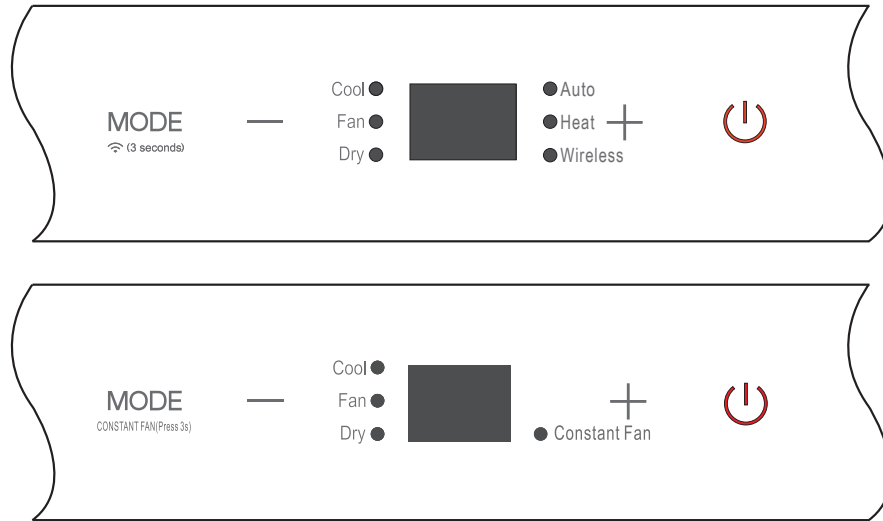 Cool
Auto
MODE
Fan
Heat
(3 seconds)
Dry
Wireless
Cool
MODE
Fan
CONSTANT FAN(Press 3s)
Dry
Constant Fan